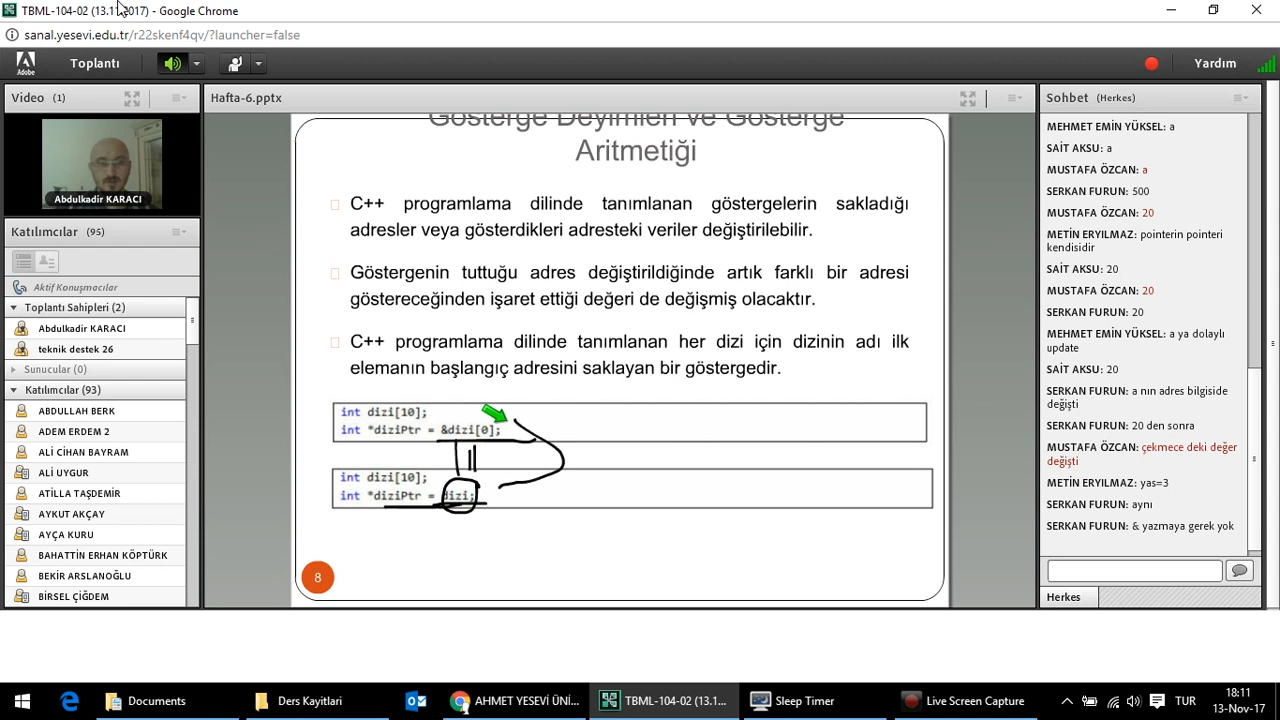 TBML-104-02 (13.11.2017) - Google Chrome
sanal.yesevi.edu.tr/r22skenf4qv/?launcher=false
Adobe
Toplantı
Yardım
Video (1)
Abdulkadir KARACI
Katılımcılar (95)
Aktif Konuşmacılar
Toplantı Sahipleri (2)
Abdulkadir KARACI
teknik destek 26
Sunucular (0)
Katılımcılar (93)
ABDULLAH BERK
ADEM ERDEM 2
ALİ CİHAN BAYRAM
ALİ UYGUR
ATİLLA TAŞDEMİR
AYKUT AKÇAY
AYÇA KURU
BAHATTİN ERHAN KÖPTÜRK
BEKİR ARSLANOĞLU
BİRSEL ÇİĞDEM
Hafta-6.pptx
Gösterge Deyimleri ve Gösterge
Aritmetiği
C++ programlama dilinde tanımlanan göstergelerin sakladığı
adresler veya gösterdikleri adresteki veriler değiştirilebilir.
Göstergenin tuttuğu adres değiştirildiğinde artık farklı bir adresi
göstereceğinden işaret ettiği değeri de değişmiş olacaktır.
C++ programlama dilinde tanımlanan her dizi için dizinin adı ilk
elemanın başlangıç adresini saklayan bir göstergedir.
int dizi[10];
int *diziPtr = &dizi[0];
int dizi[10];
int *diziPtr = dizi;
8
Sohbet (Herkes)
MEHMET EMİN YÜKSEL: a
SAİT AKSU: a
MUSTAFA ÖZCAN: a
SERKAN FURUN: 500
MUSTAFA ÖZCAN: 20
METİN ERYILMAZ: pointerin pointeri
kendisidir
SAİT AKSU: 20
MUSTAFA ÖZCAN: 20
SERKAN FURUN: 20
MEHMET EMİN YÜKSEL: a ya dolaylı
update
SAİT AKSU: 20
SERKAN FURUN: a nın adres bilgiside
değişti
SERKAN FURUN: 20 den sonra
MUSTAFA ÖZCAN: çekmece deki değer
değişti
METİN ERYILMAZ: yas=3
SERKAN FURUN: aynı
SERKAN FURUN: & yazmaya gerek yok
Herkes
Documents
Ders Kayitlari
AHMET YESEVİ ÜNİ...
TBML-104-02 (13.1...
Sleep Timer
Live Screen Capture
TUR
18:11
13-Nov-17